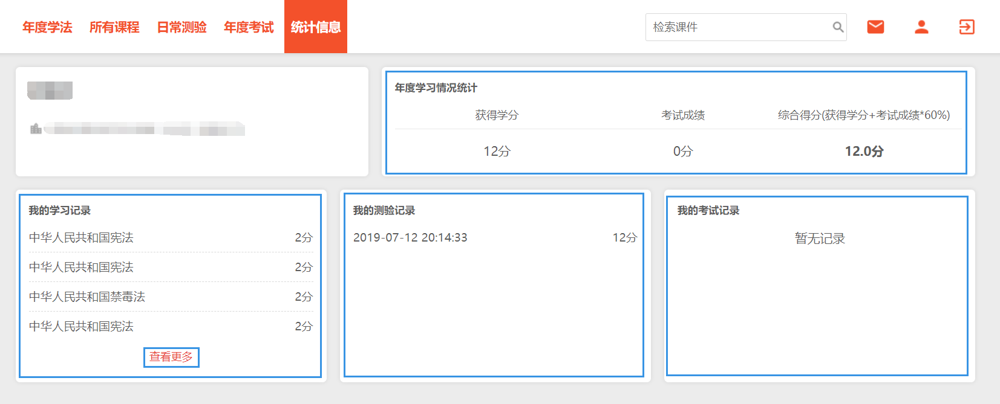 年度学法 所有课程 日常测验 年度考试 统计信息 检索课件
年度学习情况统计
获得学分 考试成绩 综合得分(获得学分+考试成绩*60%)
12分 0分 12.0分
我的学习记录
中华人民共和国宪法 2分
中华人民共和国宪法 2分
中华人民共和国禁毒法 2分
中华人民共和国宪法 2分
查看更多
我的测验记录
2019-07-12 20:14:33 12分
我的考试记录
暂无记录